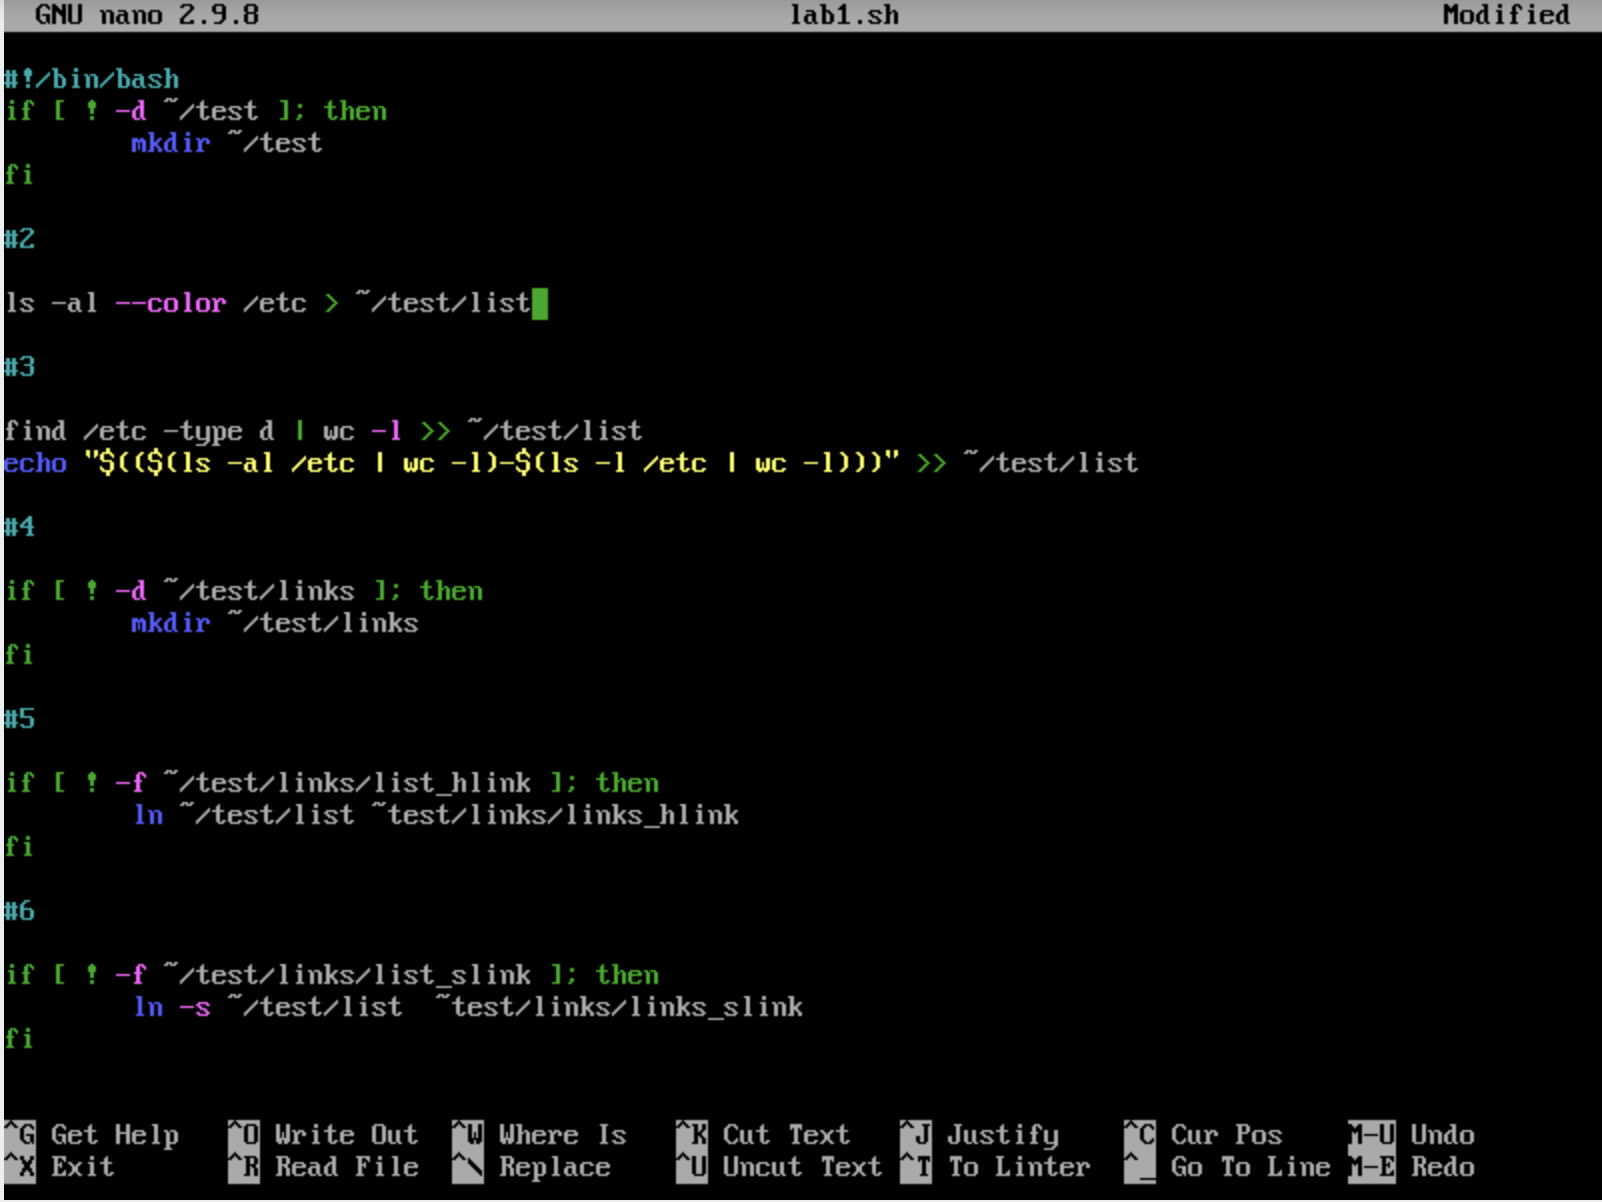 GNU nano 2.9.8 lab1.sh Modified
#!/bin/bash
if [ ! -d ~/test ]; then
mkdir ~/test
fi
#2
ls -al --color /etc > ~/test/list
#3
find /etc -type d | wc -l >> ~/test/list
echo "$(($(ls -al /etc | wc -l)-$(ls -l /etc | wc -l)))" >> ~/test/list
#4
if [ ! -d ~/test/links ]; then
mkdir ~/test/links
fi
#5
if [ ! -f ~/test/links/list_hlink ]; then
ln ~/test/list ~test/links/links_hlink
fi
#6
if [ ! -f ~/test/links/list_slink ]; then
ln -s ~/test/list  ~test/links/links_slink
fi
^G Get Help ^O Write Out ^W Where Is ^K Cut Text ^J Justify ^C Cur Pos M-U Undo
^X Exit ^R Read File ^\ Replace ^U Uncut Text ^T To Linter ^_ Go To Line M-E Redo